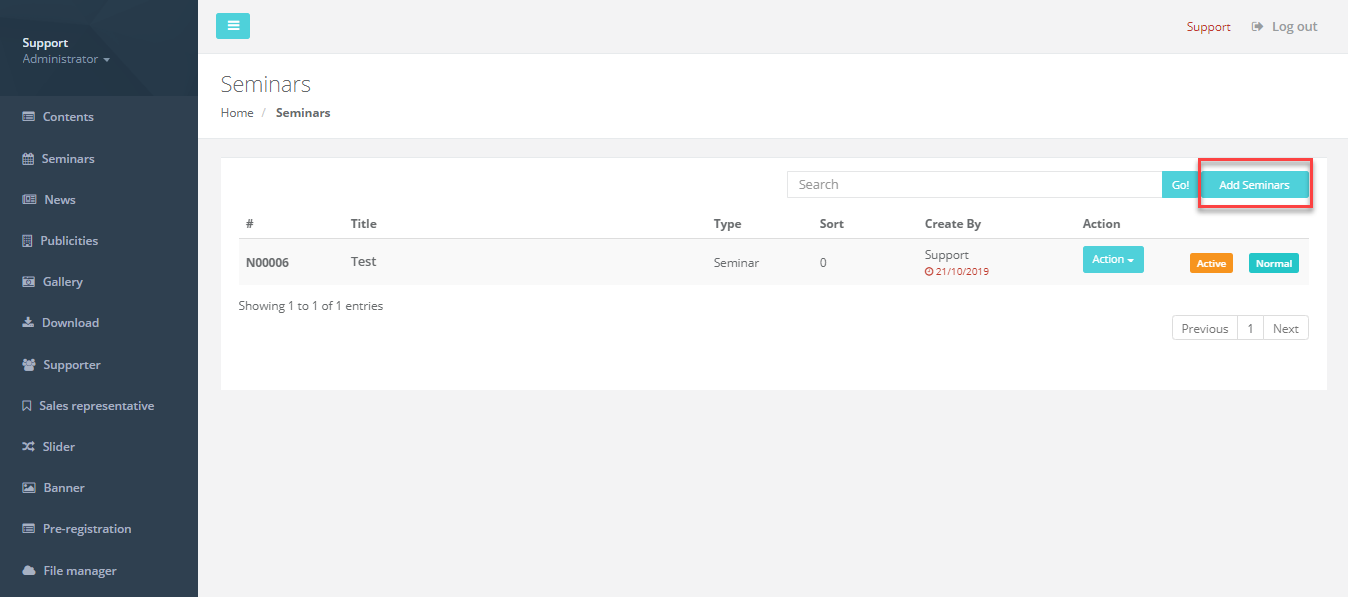 Support
Administrator
Contents
Seminars
News
Publicities
Gallery
Download
Supporter
Sales representative
Slider
Banner
Pre-registration
File manager
Support Log out
Seminars
Home / Seminars
Search Go! Add Seminars
# Title Type Sort Create By Action
N00006 Test Seminar 0 Support Action Active Normal
21/10/2019
Showing 1 to 1 of 1 entries
Previous 1 Next